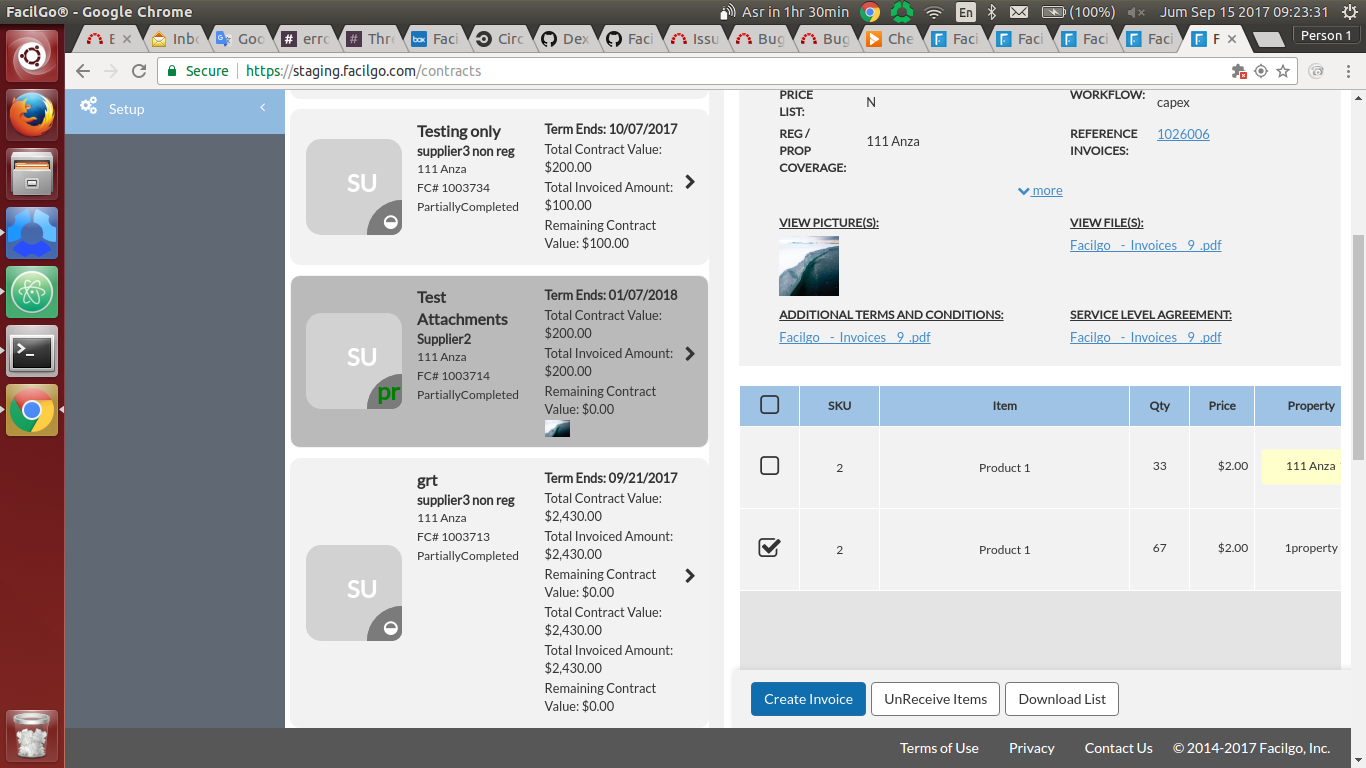 FacilGo® - Google Chrome
Asr in 1hr 30min
En
(100%)
Jum Sep 15 2017 09:23:31
E
Inbo
Goo
erro
Thre
Faci
Circ
Dex
Faci
Issu
Bug
Bug
Che
Faci
Faci
Faci
Faci
F
Person 1
Secure
https://staging.facilgo.com/contracts
Setup
Testing only
supplier3 non reg
111 Anza
FC# 1003734
PartiallyCompleted
SU
Term Ends: 10/07/2017
Total Contract Value:
$200.00
Total Invoiced Amount:
$100.00
Remaining Contract
Value: $100.00
Test
Attachments
Supplier2
111 Anza
FC# 1003714
PartiallyCompleted
SU
pr
Term Ends: 01/07/2018
Total Contract Value:
$200.00
Total Invoiced Amount:
$200.00
Remaining Contract
Value: $0.00
grt
supplier3 non reg
111 Anza
FC# 1003713
PartiallyCompleted
SU
Term Ends: 09/21/2017
Total Contract Value:
$2,430.00
Total Invoiced Amount:
$2,430.00
Remaining Contract
Value: $0.00
Total Contract Value:
$2,430.00
Total Invoiced Amount:
$2,430.00
Remaining Contract
Value: $0.00
PRICE
LIST:
N
WORKFLOW:
capex
REG /
PROP
COVERAGE:
111 Anza
REFERENCE
INVOICES:
1026006
more
VIEW PICTURE(S):
VIEW FILE(S):
Facilgo _-_Invoices__9_.pdf
ADDITIONAL TERMS AND CONDITIONS:
Facilgo _-_Invoices__9_.pdf
SERVICE LEVEL AGREEMENT:
Facilgo _-_Invoices__9_.pdf
SKU Item Qty Price Property
2 Product 1 33 $2.00 111 Anza
2 Product 1 67 $2.00 1property
Create Invoice
UnReceive Items
Download List
Terms of Use
Privacy
Contact Us
© 2014-2017 Facilgo, Inc.